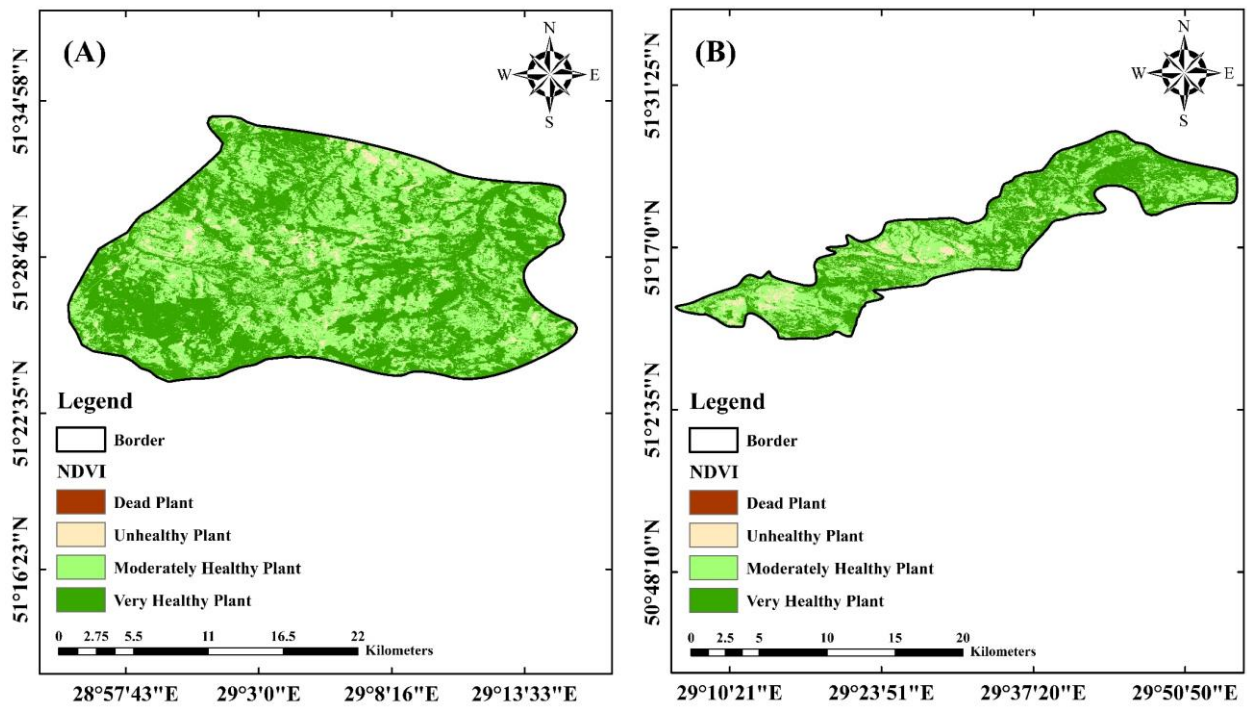 (A)
N
W E
S
51°34'58"N
51°28'46"N
51°22'35"N
51°16'23"N
Legend
Border
NDVI
Dead Plant
Unhealthy Plant
Moderately Healthy Plant
Very Healthy Plant
0 2.75 5.5 11 16.5 22
Kilometers
28°57'43"E 29°3'0"E 29°8'16"E 29°13'33"E
(B)
N
W E
S
51°31'25"N
51°17'0"N
51°2'35"N
50°48'10"N
Legend
Border
NDVI
Dead Plant
Unhealthy Plant
Moderately Healthy Plant
Very Healthy Plant
0 2.5 5 10 15 20
Kilometers
29°10'21"E 29°23'51"E 29°37'20"E 29°50'50"E